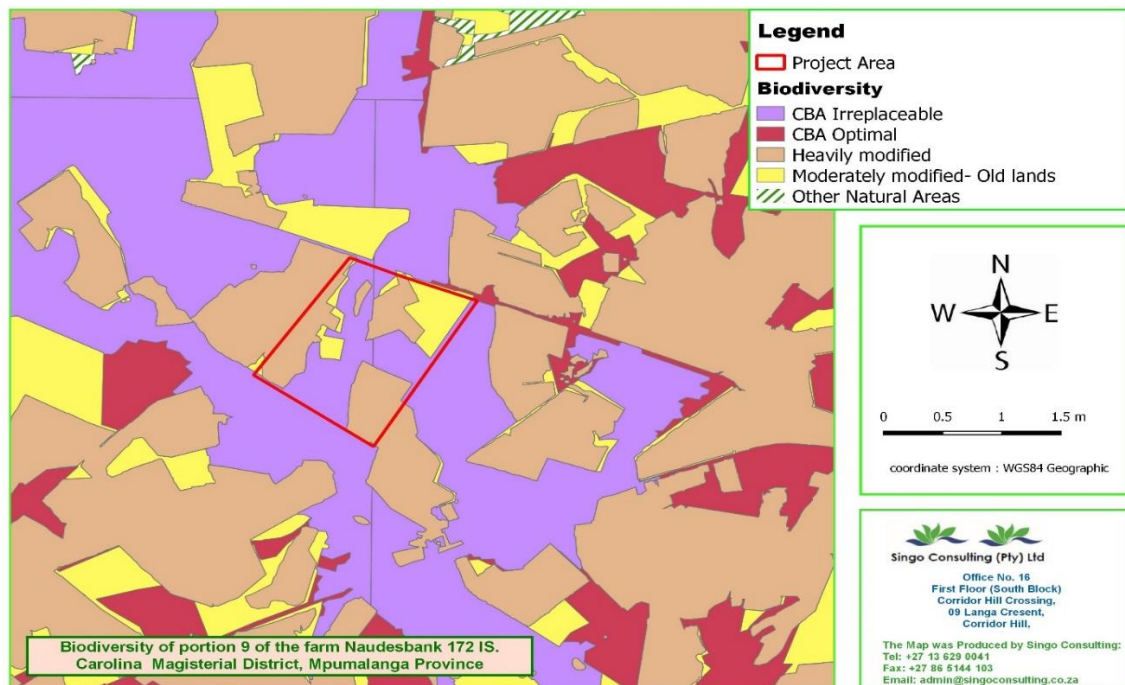 Legend
Project Area
Biodiversity
CBA Irreplaceable
CBA Optimal
Heavily modified
Moderately modified- Old lands
Other Natural Areas
N
W E
S
0 0.5 1 1.5 m
coordinate system : WGS84 Geographic
Singo Consulting (Pty) Ltd
Office No. 16
First Floor (South Block)
Corridor Hill Crossing,
09 Langa Cresent,
Corridor Hill,
The Map was Produced by Singo Consulting:
Tel: +27 13 629 0041
Fax: +27 86 5144 103
Email: admin@singoconsulting.co.za
Biodiversity of portion 9 of the farm Naudesbank 172 IS.
Carolina Magisterial District, Mpumalanga Province